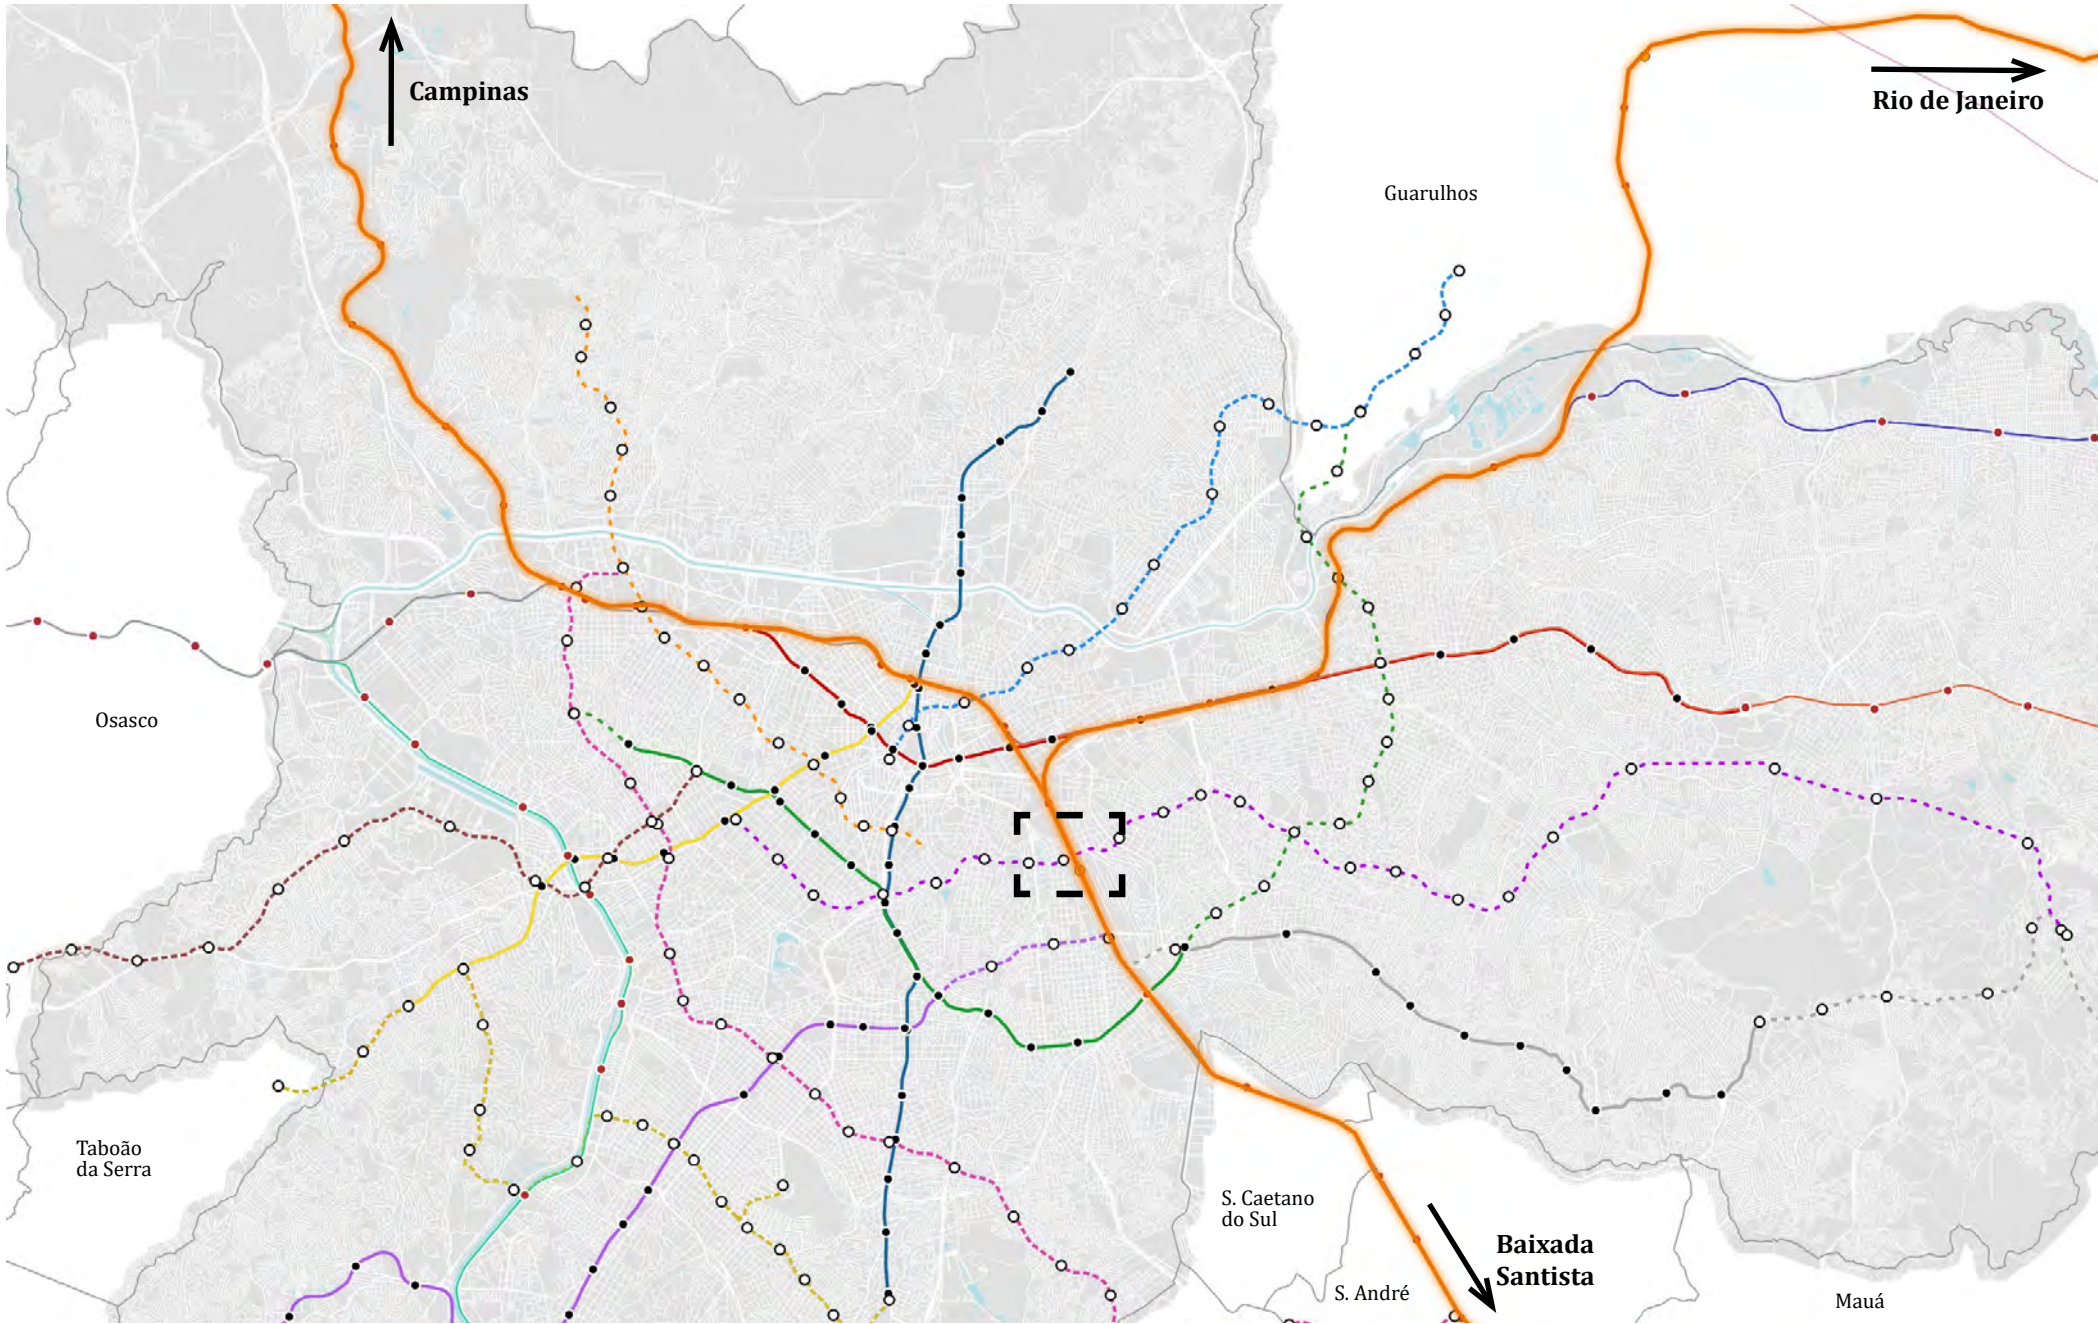 Campinas
Rio de Janeiro
Guarulhos
Osasco
Taboão
da Serra
S. Caetano
do Sul
Baixada
Santista
S. André
Mauá